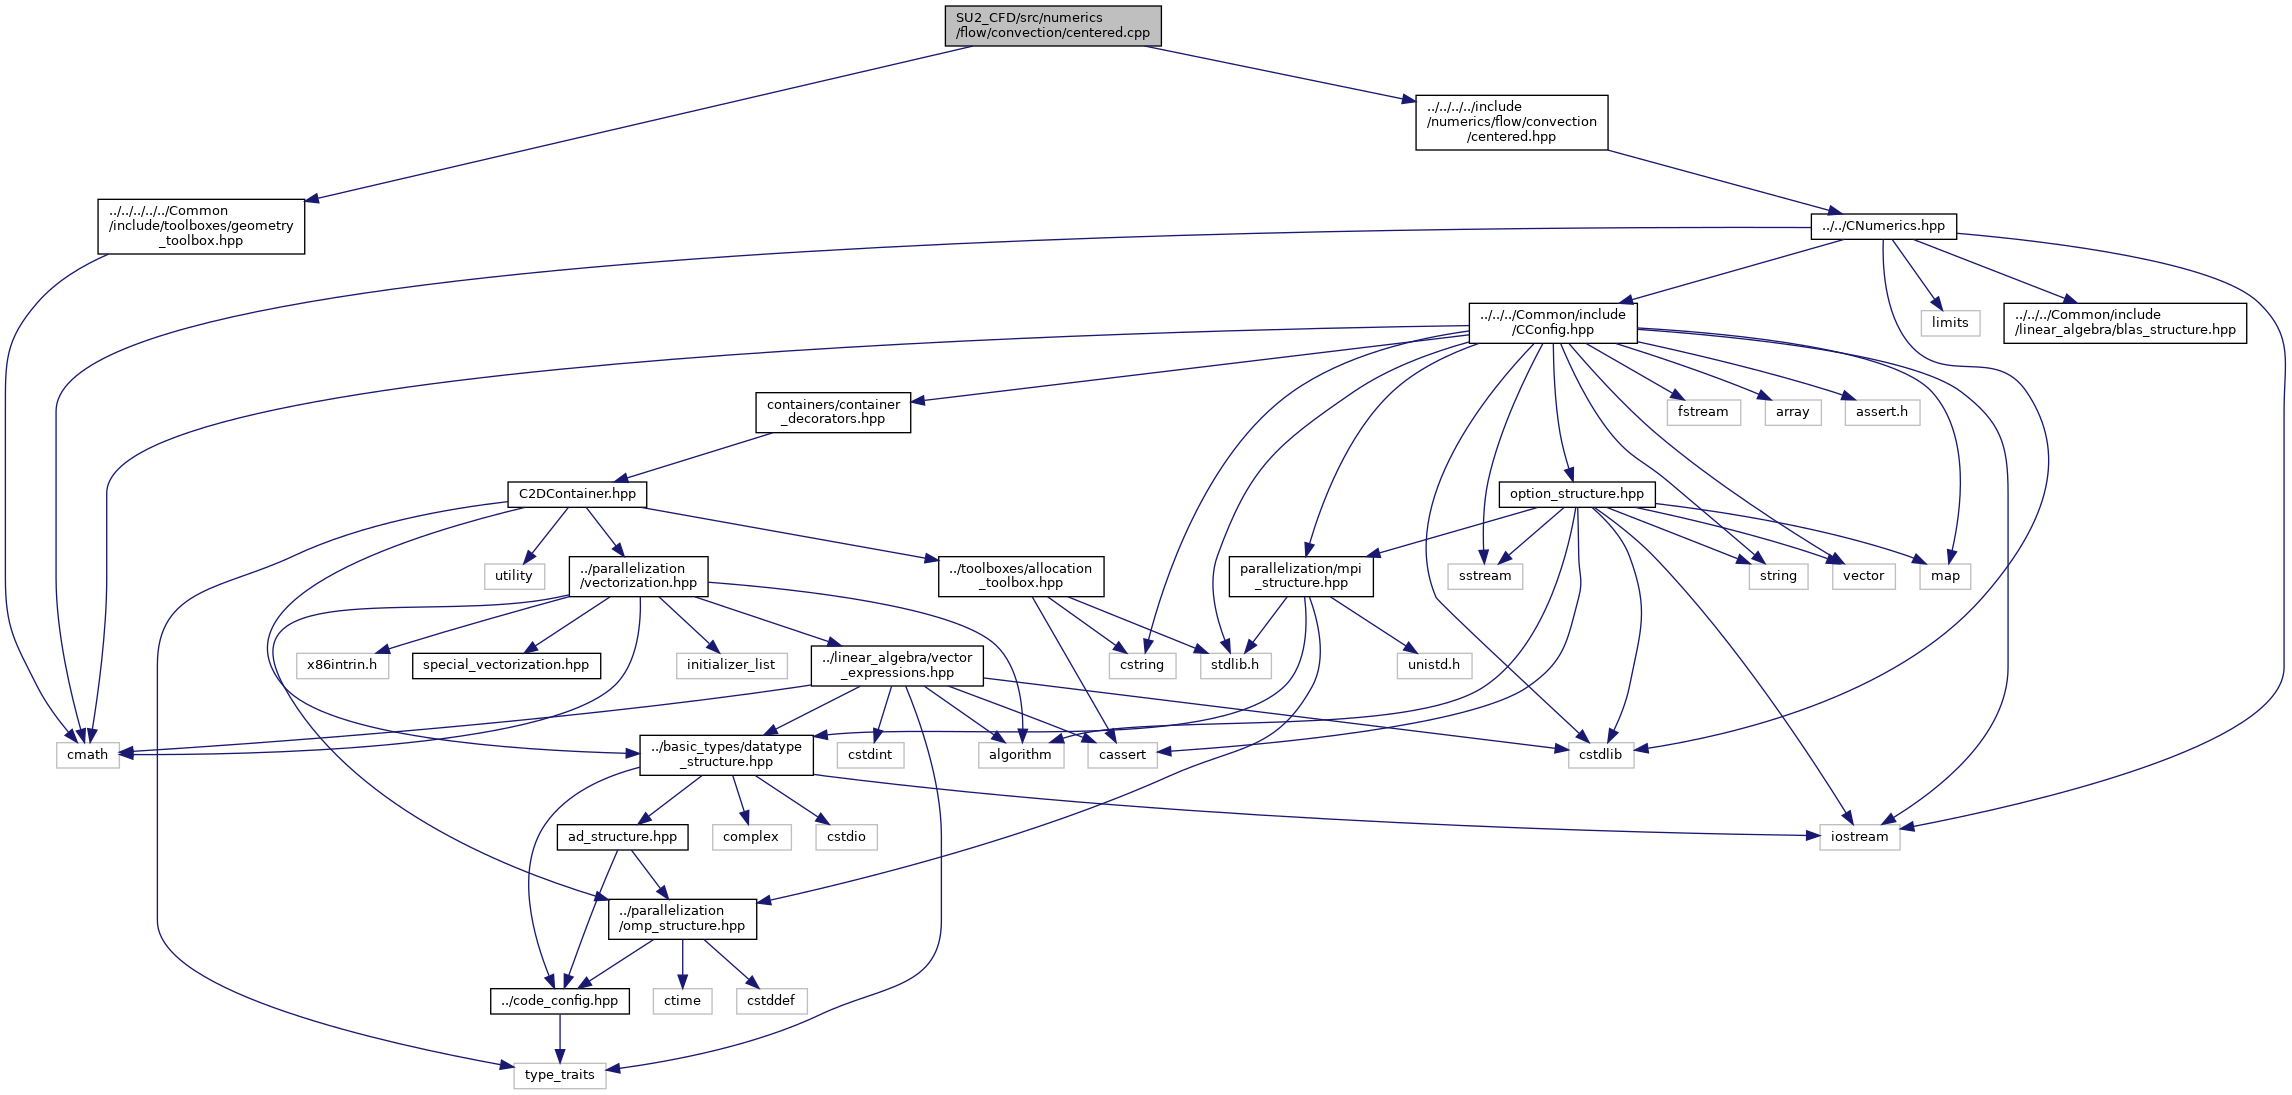 SU2_CFD/src/numerics
/flow/convection/centered.cpp
../../../../include
/numerics/flow/convection
/centered.hpp
../../../../../Common
/include/toolboxes/geometry
_toolbox.hpp
../../CNumerics.hpp
../../../Common/include
/CConfig.hpp
limits
../../../Common/include
/linear_algebra/blas_structure.hpp
containers/container
_decorators.hpp
fstream
array
assert.h
C2DContainer.hpp
option_structure.hpp
utility
../parallelization
/vectorization.hpp
../toolboxes/allocation
_toolbox.hpp
parallelization/mpi
_structure.hpp
sstream
string
vector
map
x86intrin.h
special_vectorization.hpp
initializer_list
../linear_algebra/vector
_expressions.hpp
cstring
stdlib.h
unistd.h
cmath
../basic_types/datatype
_structure.hpp
cstdint
algorithm
cassert
cstdlib
ad_structure.hpp
complex
cstdio
iostream
../parallelization
/omp_structure.hpp
../code_config.hpp
ctime
cstddef
type_traits